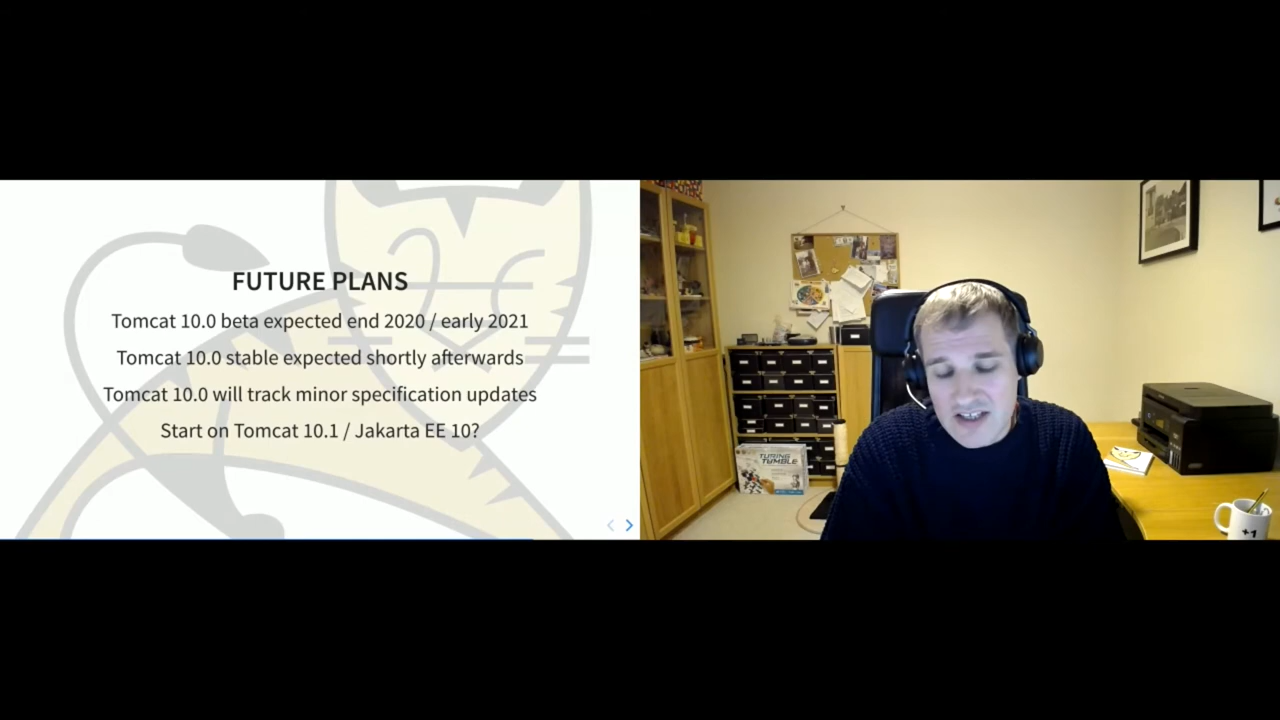 FUTURE PLANS
Tomcat 10.0 beta expected end 2020 / early 2021
Tomcat 10.0 stable expected shortly afterwards
Tomcat 10.0 will track minor specification updates
Start on Tomcat 10.1 / Jakarta EE 10?
TURING
TUMBLE
+1